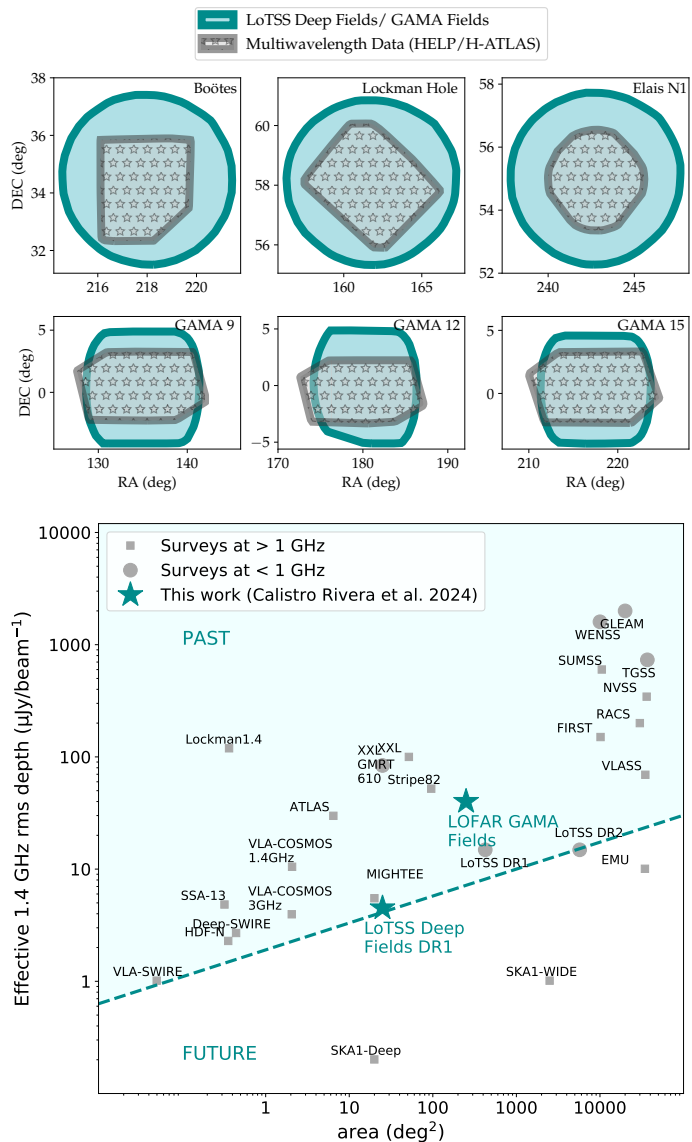 LoTSS Deep Fields/ GAMA Fields
Multiwavelength Data (HELP/H-ATLAS)
Boötes
Lockman Hole
Elais N1
38
36
34
32
DEC (deg)
216 218 220
60
58
56
160 165
58
56
54
52
240 245
GAMA 9
GAMA 12
GAMA 15
5
0
DEC (deg)
130 140
RA (deg)
5
0
−5
170 180 190
RA (deg)
5
0
210 220
RA (deg)
Surveys at > 1 GHz
Surveys at < 1 GHz
This work (Calistro Rivera et al. 2024)
PAST
FUTURE
GLEAM
WENSS
SUMSS
TGSS
NVSS
RACS
FIRST
VLASS
Lockman1.4
XXL
XXL
GMRT
610
Stripe82
ATLAS
LOFAR GAMA
Fields
LoTSS DR2
LoTSS DR1
EMU
VLA-COSMOS
1.4GHz
MIGHTEE
SSA-13
VLA-COSMOS
3GHz
Deep-SWIRE
HDF-N
LoTSS Deep
Fields DR1
VLA-SWIRE
SKA1-WIDE
SKA1-Deep
10000
1000
100
10
1
Effective 1.4 GHz rms depth (μJy/beam⁻¹)
1 10 100 1000 10000
area (deg²)